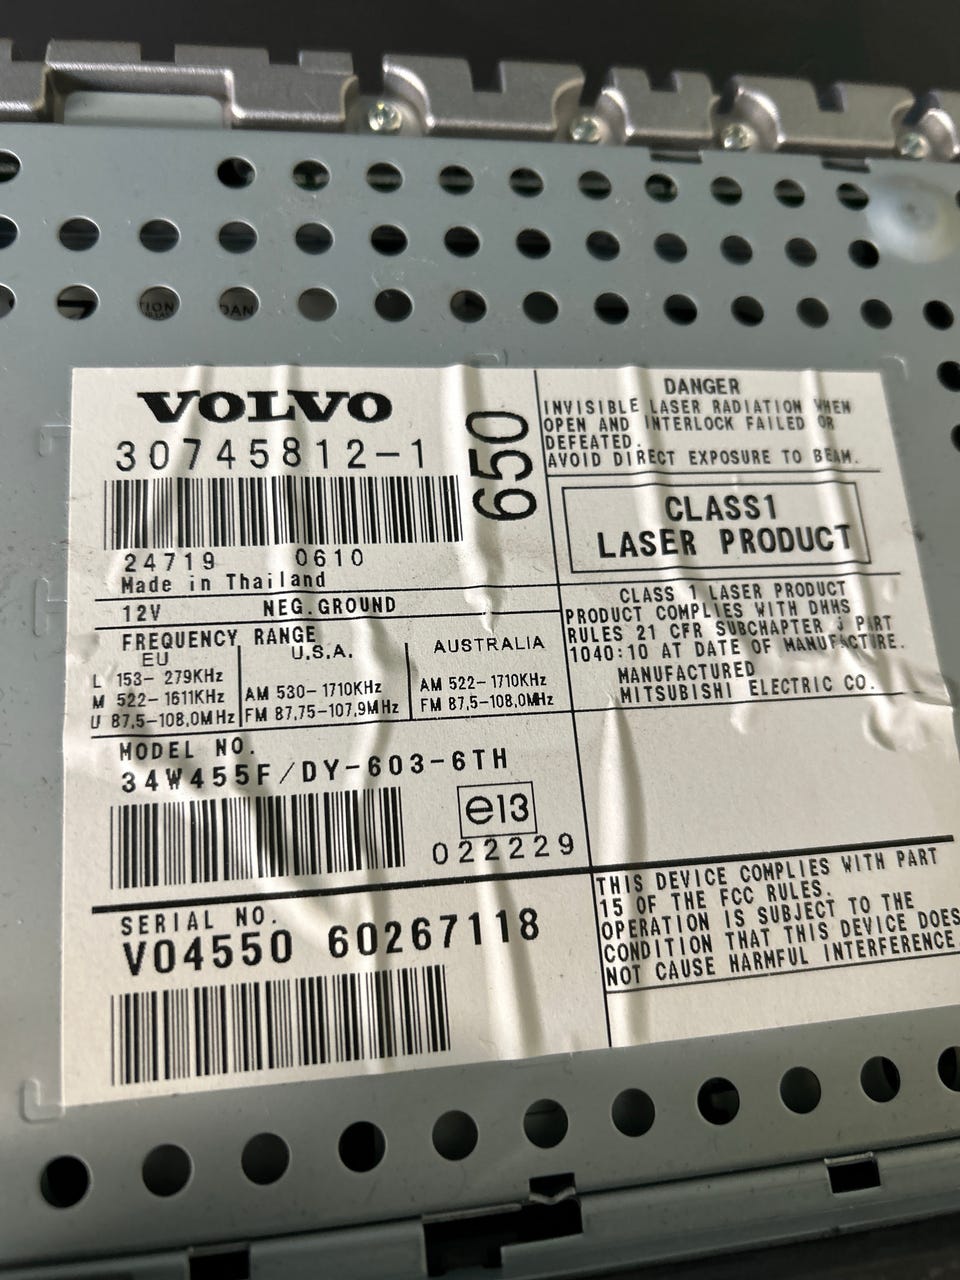 TION
DAN
VOLVO
30745812-1
650
24719 0610
Made in Thailand
12V NEG.GROUND
FREQUENCY RANGE
EU
L 153- 279KHz
M 522-1611KHz
U 87,5-108,0MHz
U.S.A.
AM 530-1710KHz
FM 87,75-107,9MHz
AUSTRALIA
AM 522-1710KHz
FM 87,5-108,0MHz
MODEL NO.
34W455F/DY-603-6TH
e13
022229
SERIAL NO.
V04550 60267118
DANGER
INVISIBLE LASER RADIATION WHEN
OPEN AND INTERLOCK FAILED OR
DEFEATED.
AVOID DIRECT EXPOSURE TO BEAM.
CLASS1
LASER PRODUCT
CLASS 1 LASER PRODUCT
PRODUCT COMPLIES WITH DHHS
RULES 21 CFR SUBCHAPTER J PART
1040:10 AT DATE OF MANUFACTURE.
MANUFACTURED
MITSUBISHI ELECTRIC CO.
THIS DEVICE COMPLIES WITH PART
15 OF THE FCC RULES.
OPERATION IS SUBJECT TO THE
CONDITION THAT THIS DEVICE DOES
NOT CAUSE HARMFUL INTERFERENCE.